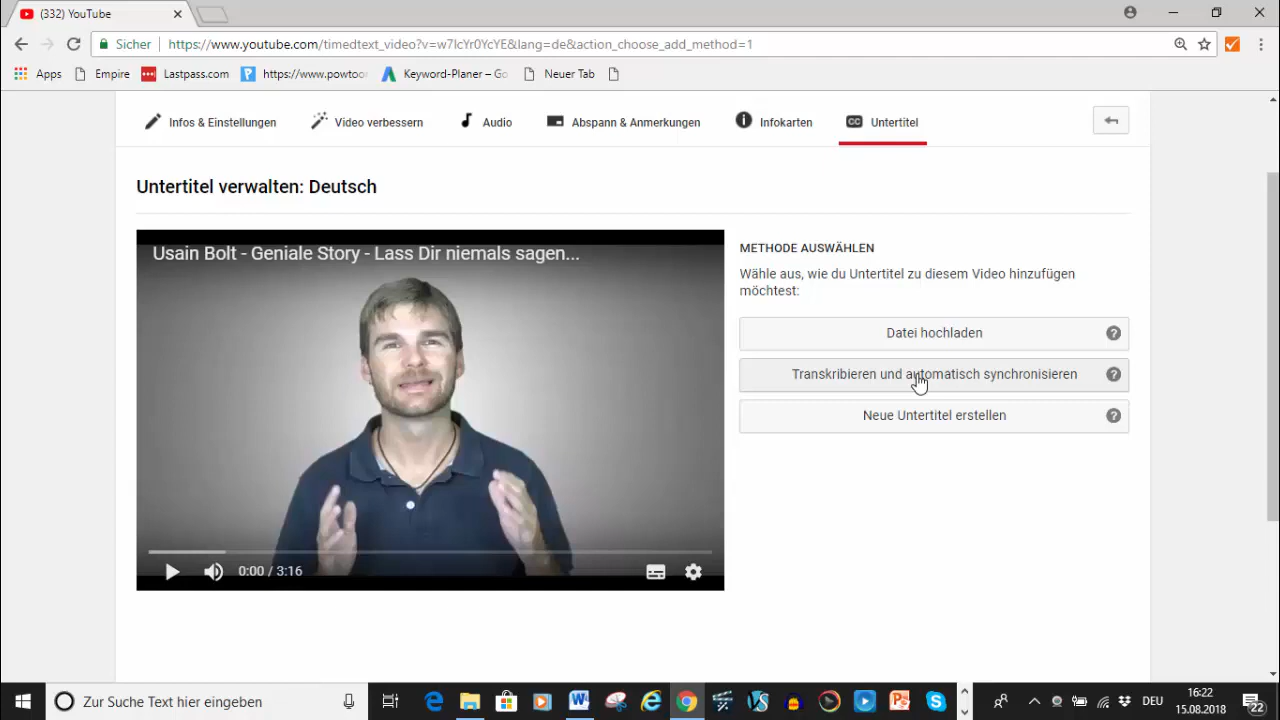 (332) YouTube
Sicher
https://www.youtube.com/timedtext_video?v=w7IcYr0YcYE&lang=de&action_choose_add_method=1
Apps
Empire
Lastpass.com
https://www.powtoo
Keyword-Planer – Go
Neuer Tab
Infos & Einstellungen
Video verbessern
Audio
Abspann & Anmerkungen
Infokarten
CC Untertitel
Untertitel verwalten: Deutsch
Usain Bolt - Geniale Story - Lass Dir niemals sagen...
0:00 / 3:16
METHODE AUSWÄHLEN
Wähle aus, wie du Untertitel zu diesem Video hinzufügen
möchtest:
Datei hochladen
Transkribieren und automatisch synchronisieren
Neue Untertitel erstellen
Zur Suche Text hier eingeben
DEU
16:22
15.08.2018
22